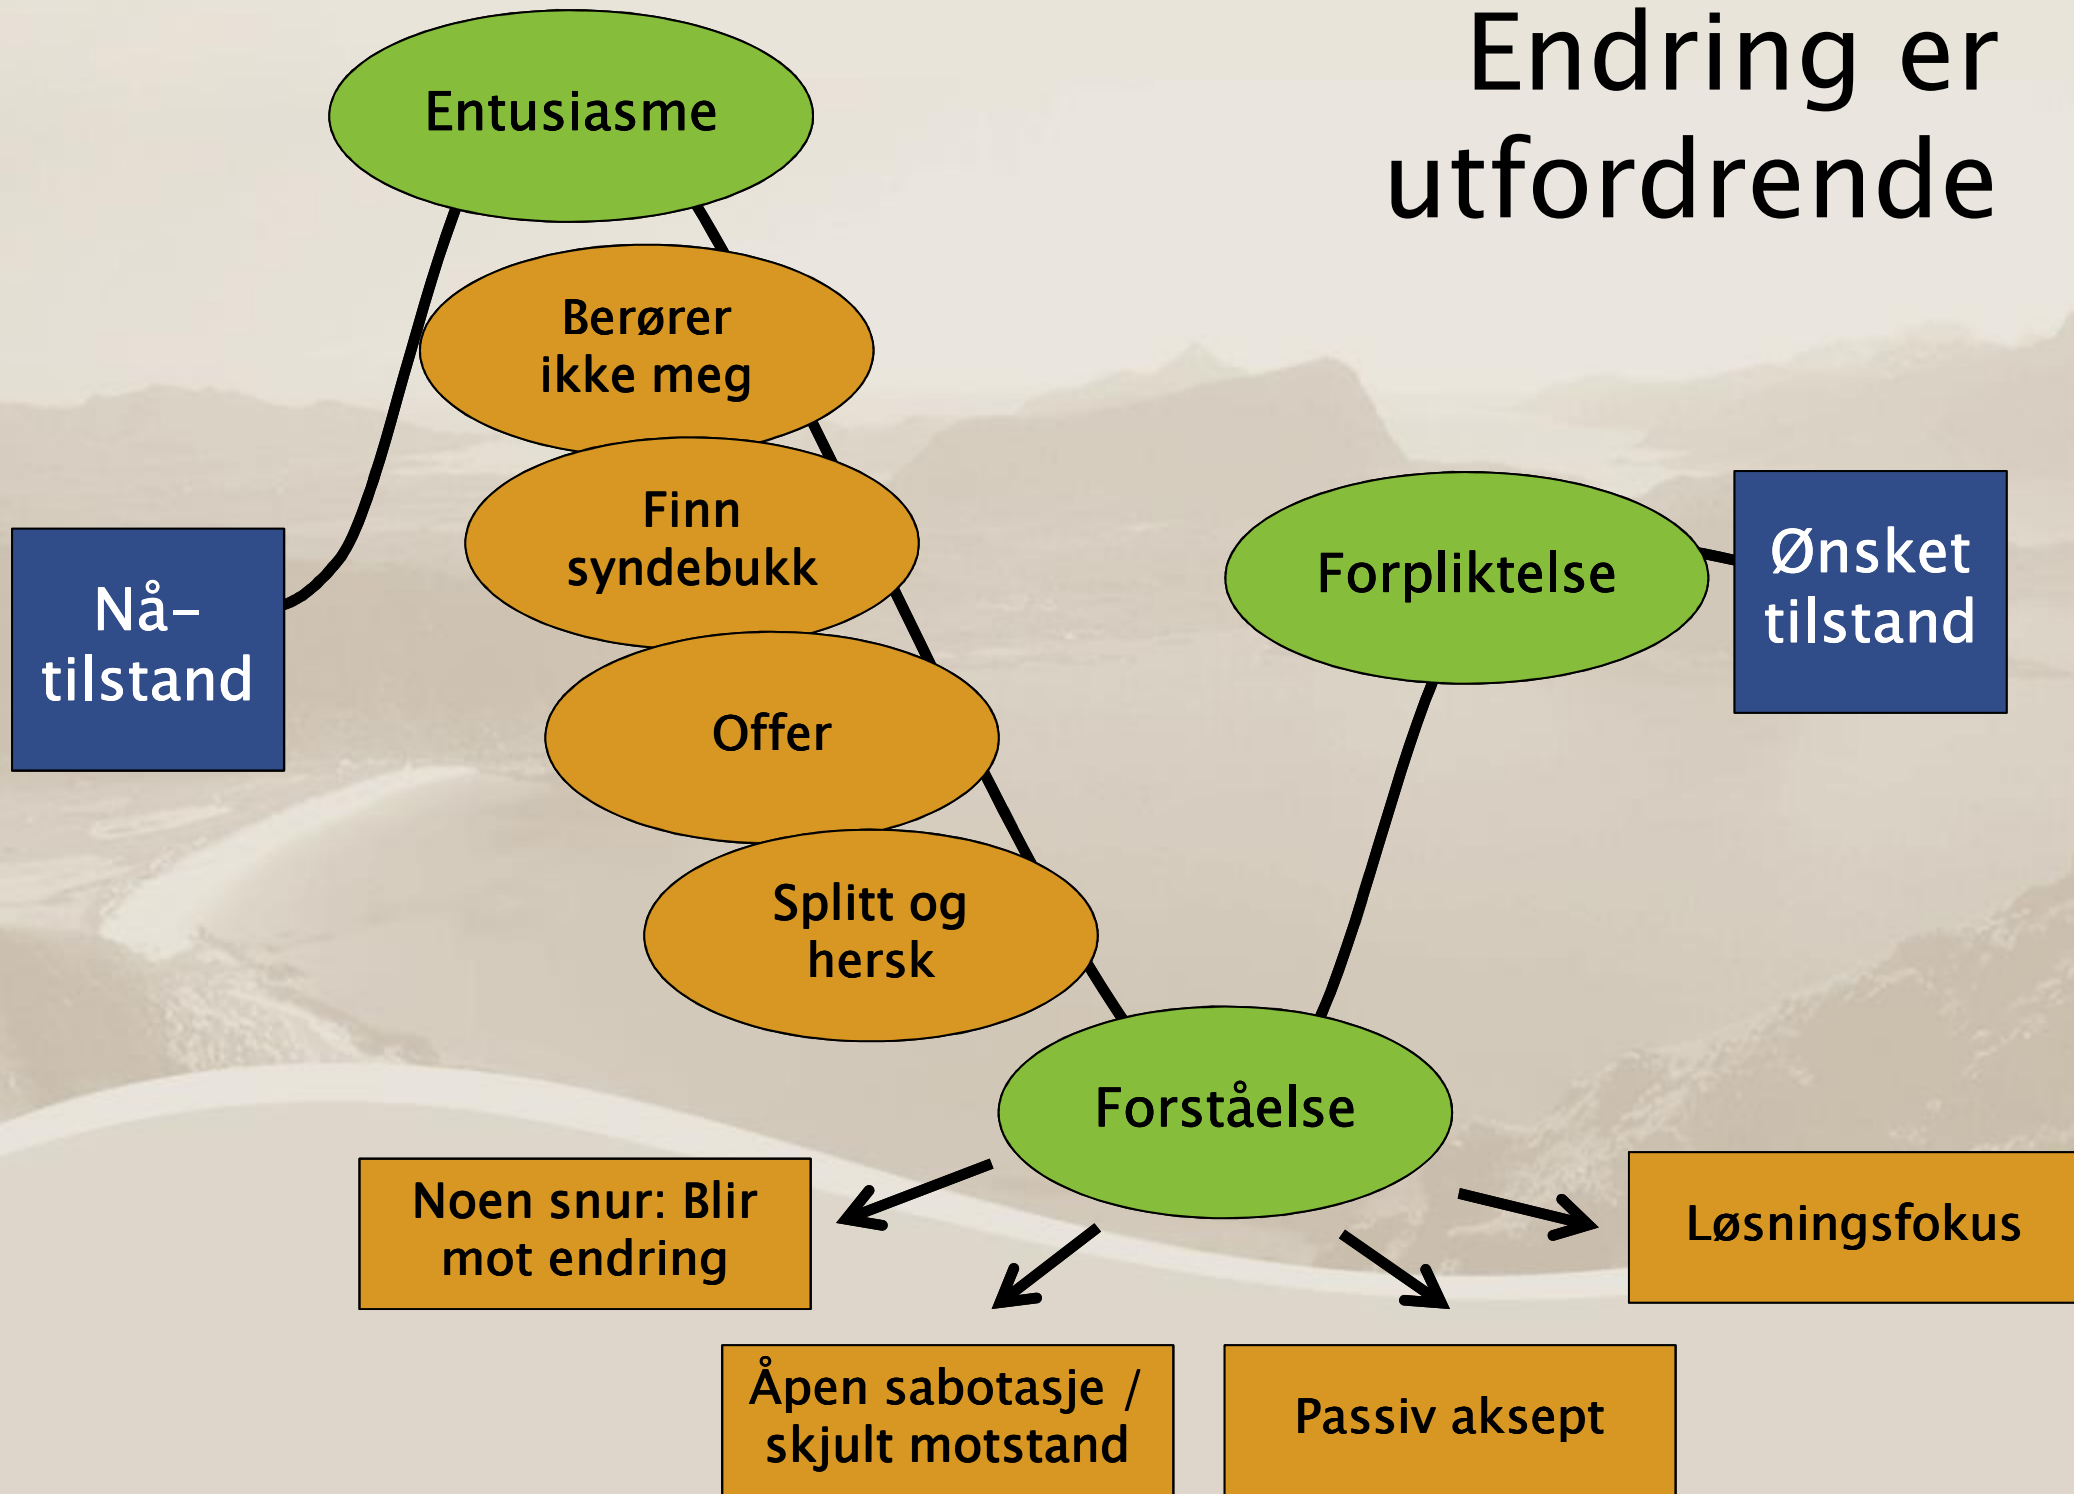 Endring er
utfordrende
Entusiasme
Berører
ikke meg
Finn
syndebukk
Offer
Splitt og
hersk
Nå-
tilstand
Forpliktelse
Ønsket
tilstand
Forståelse
Noen snur: Blir
mot endring
Åpen sabotasje /
skjult motstand
Passiv aksept
Løsningsfokus